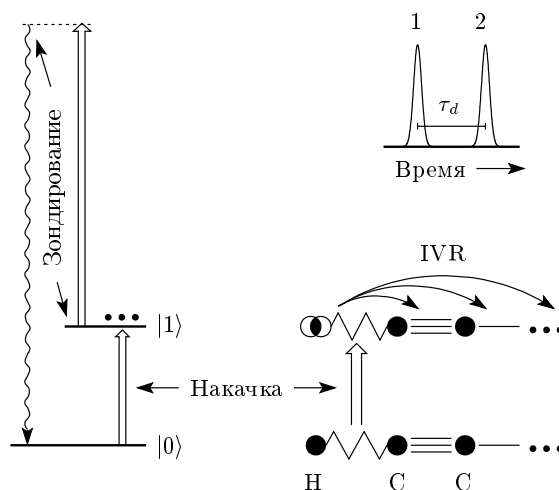 1 2
τ_d
Время
Зондирование
IVR
|1⟩
Накачка
|0⟩
H C C